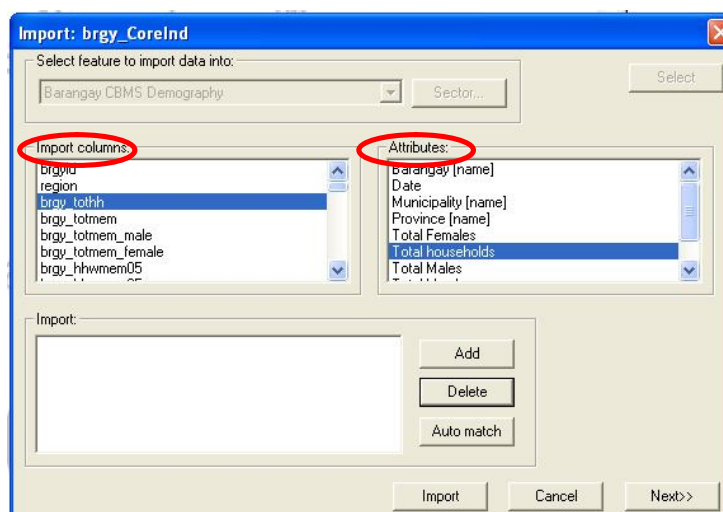 Import: brgy_CoreInd
Select feature to import data into:
Barangay CBMS Demography
Sector...
Select
Import columns:
brgyid
region
brgy_tothh
brgy_totmem
brgy_totmem_male
brgy_totmem_female
brgy_hhwmem05
Attributes:
Barangay [name]
Date
Municipality [name]
Province [name]
Total Females
Total households
Total Males
Import:
Add
Delete
Auto match
Import
Cancel
Next>>